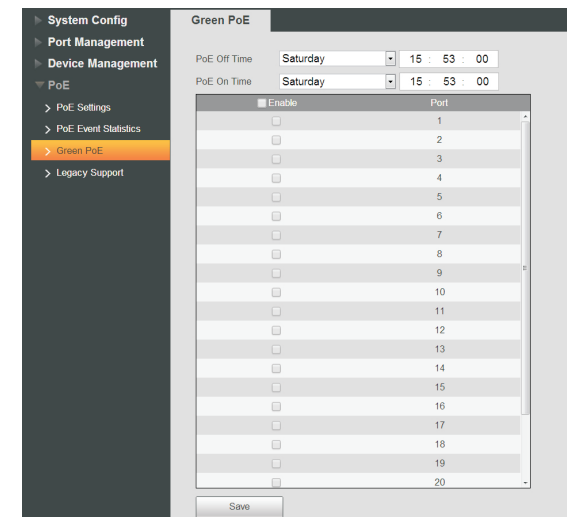 System Config
Port Management
Device Management
PoE
PoE Settings
PoE Event Statistics
Green PoE
Legacy Support
Green PoE
PoE Off Time Saturday 15 : 53 : 00
PoE On Time Saturday 15 : 53 : 00
Enable Port
1
2
3
4
5
6
7
8
9
10
11
12
13
14
15
16
17
18
19
20
Save